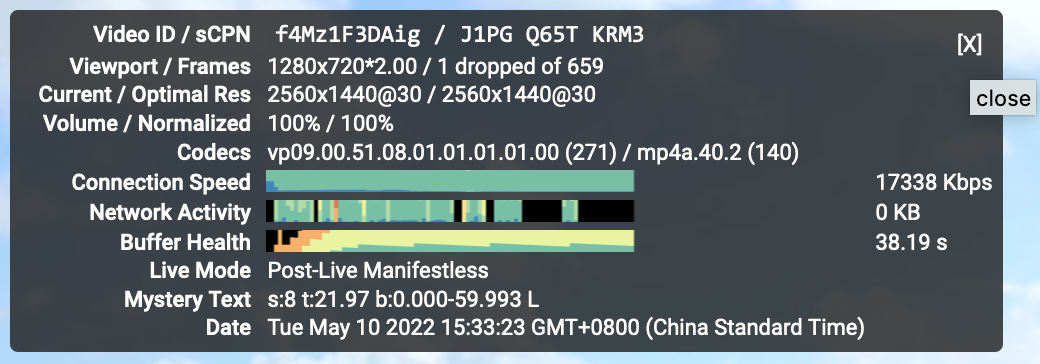 Video ID / sCPN f4Mz1F3DAig / J1PG Q65T KRM3
[X]
Viewport / Frames 1280x720*2.00 / 1 dropped of 659
Current / Optimal Res 2560x1440@30 / 2560x1440@30
close
Volume / Normalized 100% / 100%
Codecs vp09.00.51.08.01.01.01.01.00 (271) / mp4a.40.2 (140)
Connection Speed 17338 Kbps
Network Activity 0 KB
Buffer Health 38.19 s
Live Mode Post-Live Manifestless
Mystery Text s:8 t:21.97 b:0.000-59.993 L
Date Tue May 10 2022 15:33:23 GMT+0800 (China Standard Time)